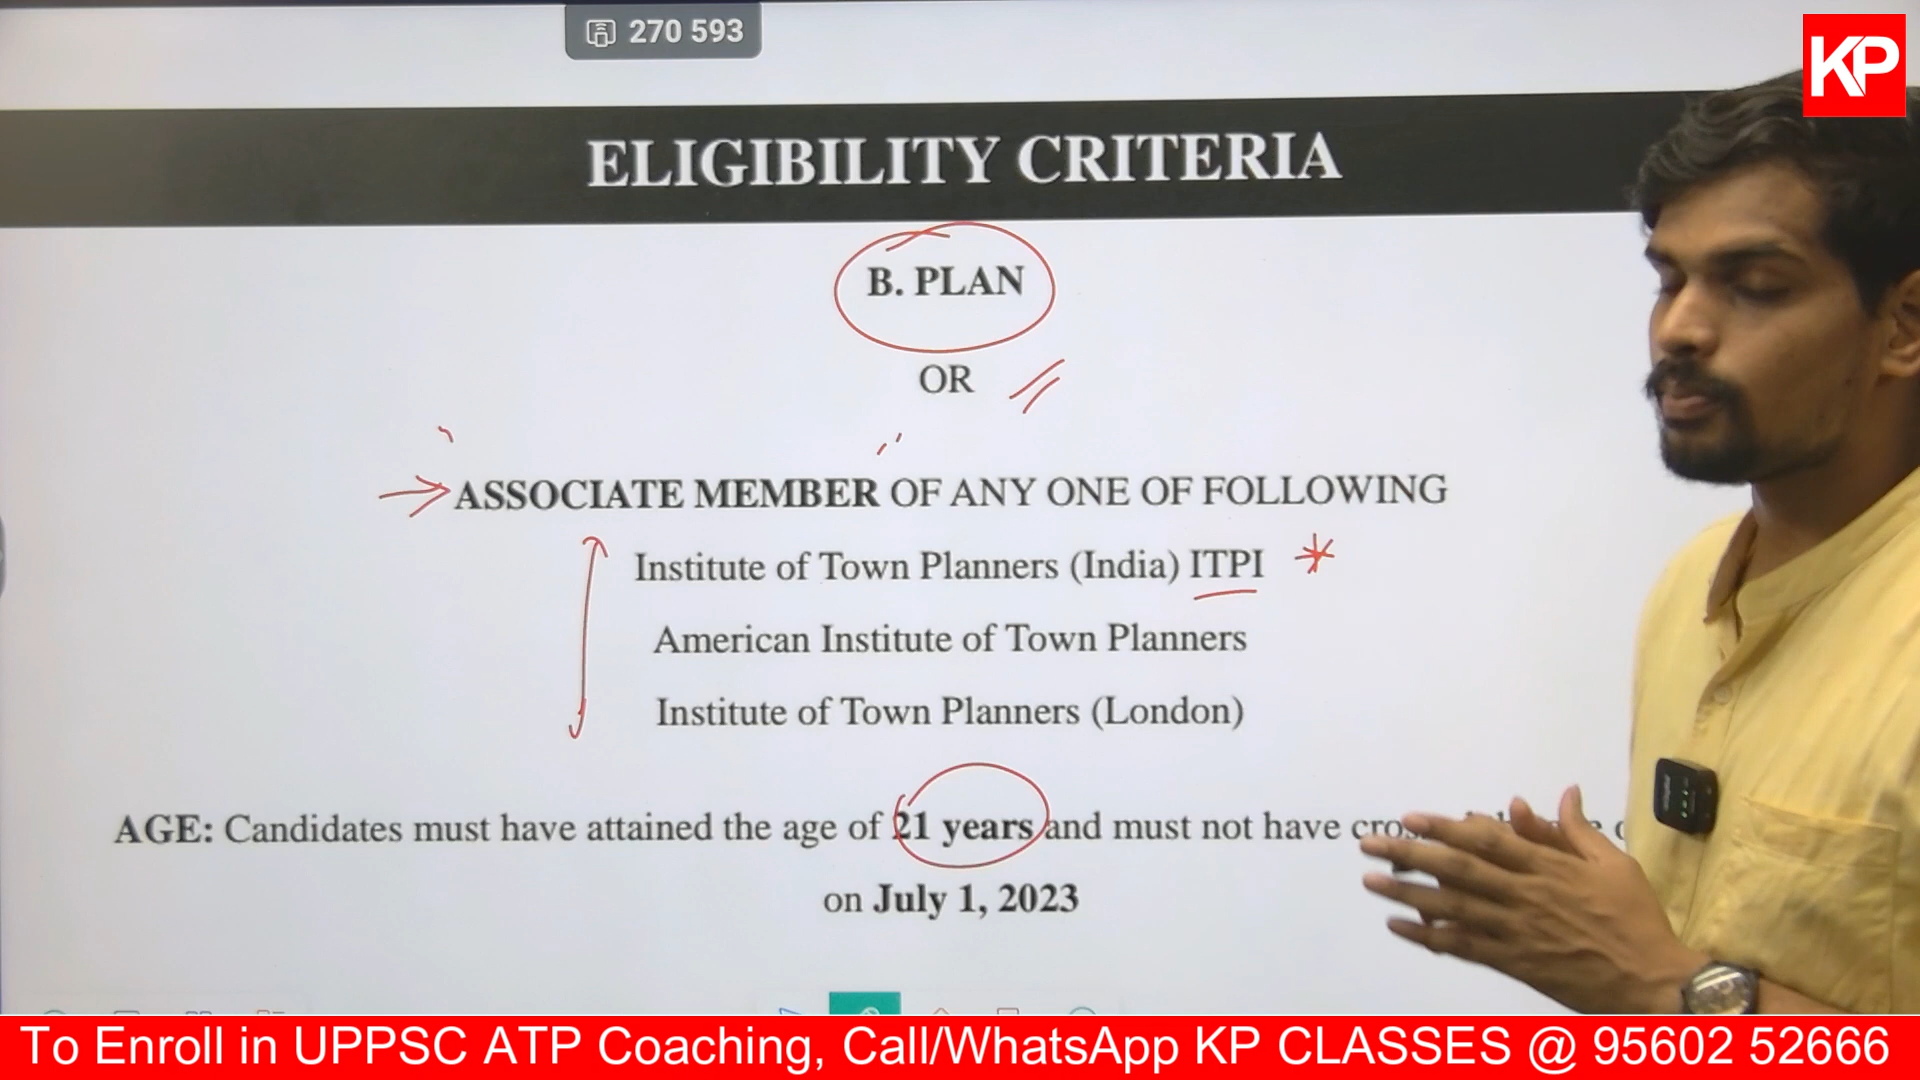 270 593
KP
ELIGIBILITY CRITERIA
B. PLAN
OR
ASSOCIATE MEMBER OF ANY ONE OF FOLLOWING
Institute of Town Planners (India) ITPI
American Institute of Town Planners
Institute of Town Planners (London)
AGE: Candidates must have attained the age of 21 years and must not have
on July 1, 2023
To Enroll in UPPSC ATP Coaching, Call/WhatsApp KP CLASSES @ 95602 52666